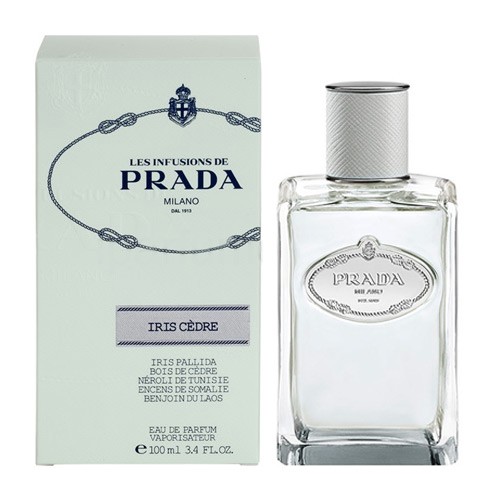 LES INFUSIONS DE
PRADA
MILANO
DAL 1913
IRIS CÈDRE
IRIS PALLIDA
BOIS DE CÈDRE
NÉROLI DE TUNISIE
ENCENS DE SOMALIE
BENJOIN DU LAOS
EAU DE PARFUM
VAPORISATEUR
℮ 100 ml 3.4 FL.OZ.
PRADA
MILANO